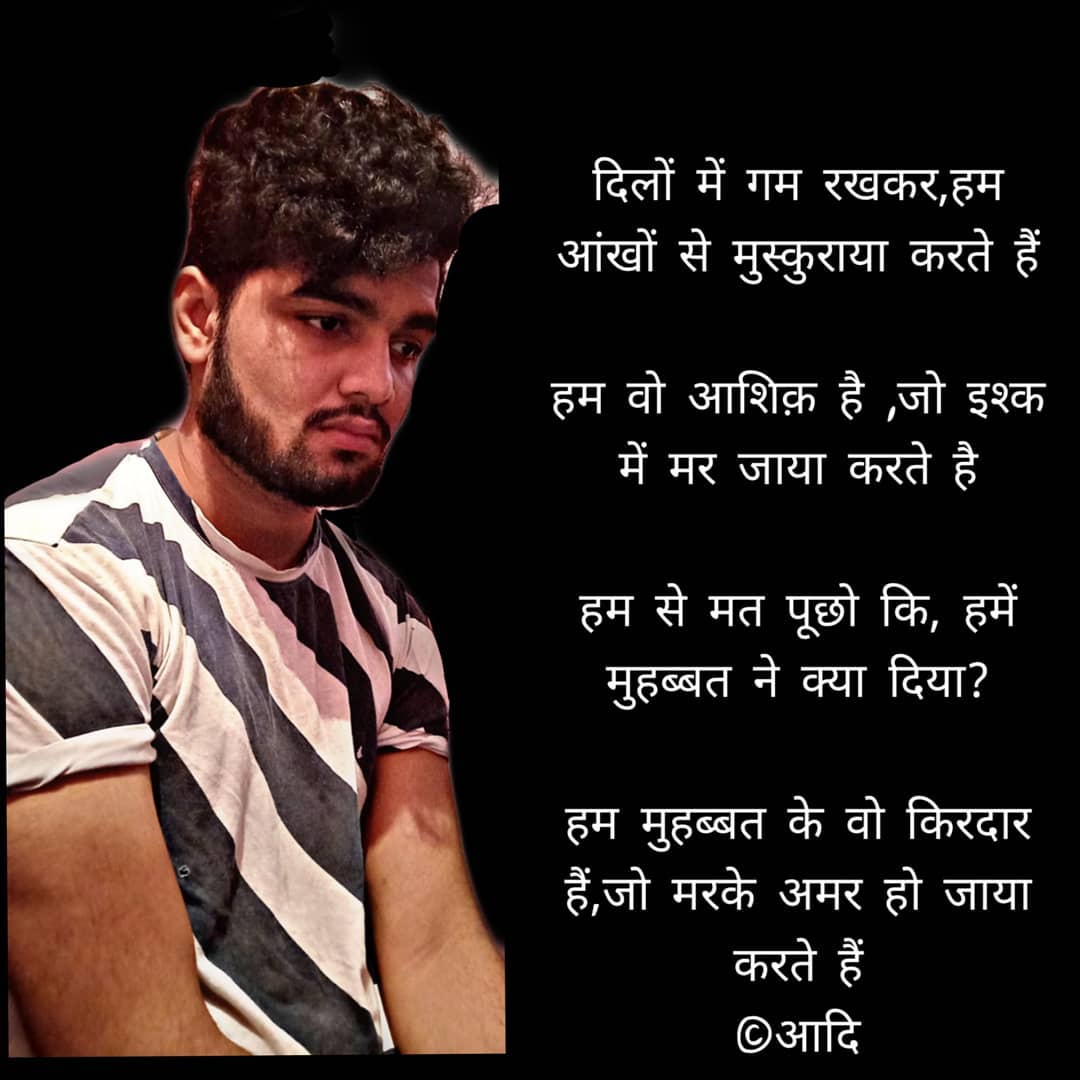 दिलों में गम रखकर,हम
आंखों से मुस्कुराया करते हैं
हम वो आशिक़ है ,जो इश्क
में मर जाया करते है
हम से मत पूछो कि, हमें
मुहब्बत ने क्या दिया?
हम मुहब्बत के वो किरदार
हैं,जो मरके अमर हो जाया
करते हैं
©आदि